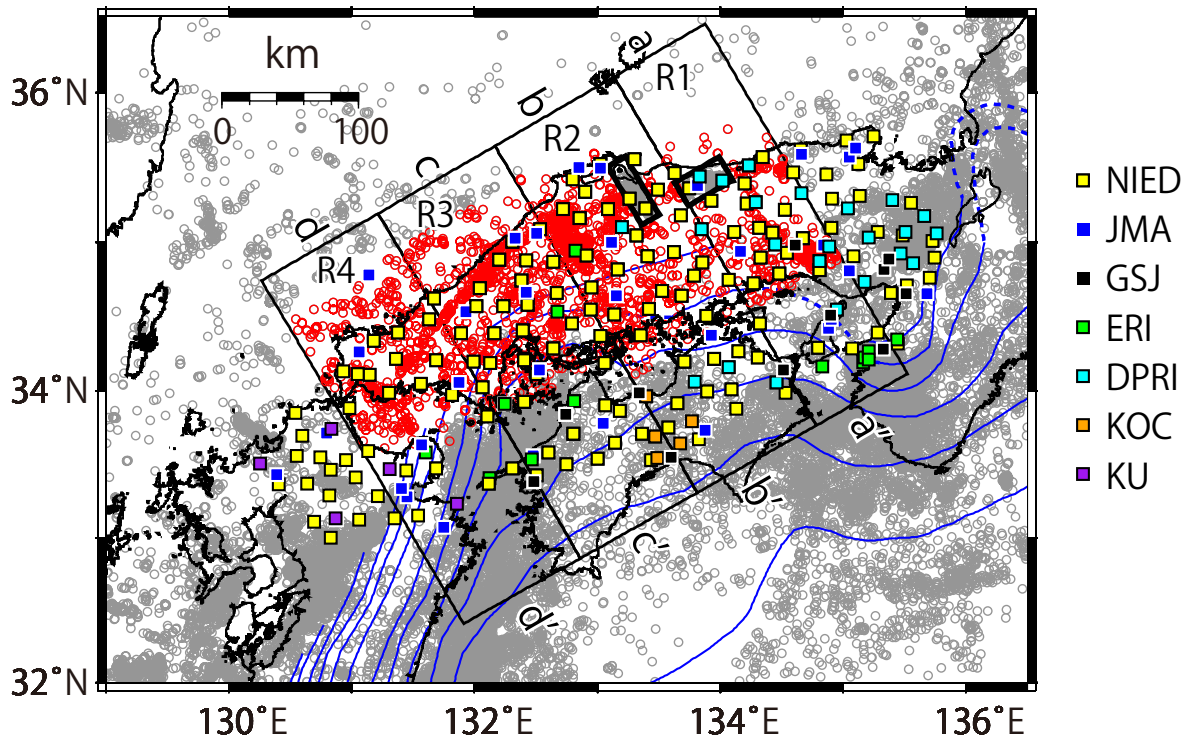 km
0 100
36°N
34°N
32°N
130°E 132°E 134°E 136°E
a
b
c
d
R1
R2
R3
R4
a'
b'
c'
d'
NIED
JMA
GSJ
ERI
DPRI
KOC
KU